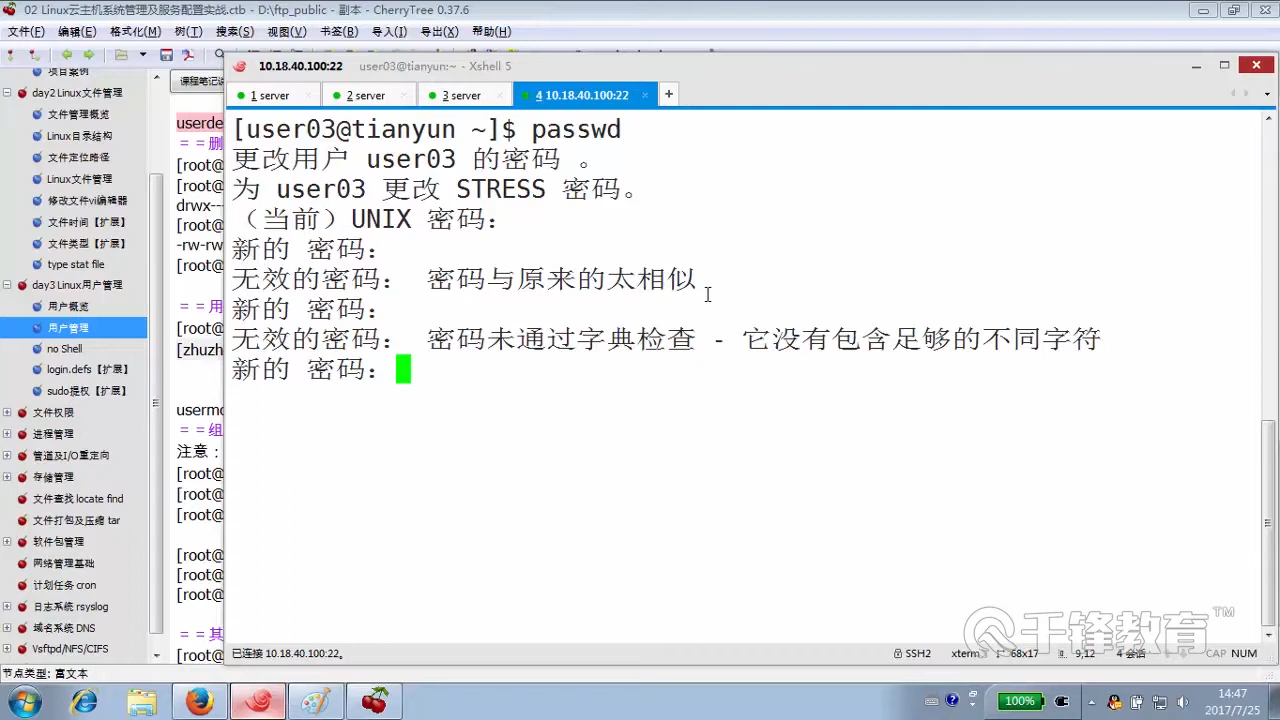 02 Linux云主机系统管理及服务配置实战.ctb - D:\ftp_public - 副本 - CherryTree 0.37.6
文件(F) 编辑(E) 格式化(M) 树(T) 搜索(S) 视图(V) 书签(B) 导入(I) 导出(X) 帮助(H)
项目案例
day2 Linux文件管理
文件管理概览
Linux目录结构
文件定位路径
Linux文件管理
修改文件vi编辑器
文件时间【扩展】
文件类型【扩展】
type stat file
day3 Linux用户管理
用户概览
用户管理
no Shell
login.defs【扩展】
sudo提权【扩展】
文件权限
进程管理
管道及I/O重定向
存储管理
文件查找 locate find
文件打包及压缩 tar
软件包管理
网络管理基础
计划任务 cron
日志系统 rsyslog
域名系统 DNS
Vsftpd/NFS/CIFS
节点类型: 富文本
课程笔记
userde
==删
[root@
[root@
drwx--
[root@
-rw-rw
[root@
==用
[root@
[zhuzh
usermo
==组
注意：
[root@
[root@
[root@
[root@
[root@
[root@
==其
[root@
10.18.40.100:22 user03@tianyun:~ - Xshell 5
1 server 2 server 3 server 4 10.18.40.100:22 +
[user03@tianyun ~]$ passwd
更改用户 user03 的密码 。
为 user03 更改 STRESS 密码。
（当前）UNIX 密码：
新的 密码：
无效的密码： 密码与原来的太相似
新的 密码：
无效的密码： 密码未通过字典检查 - 它没有包含足够的不同字符
新的 密码：
千锋教育™
已连接 10.18.40.100:22。 SSH2 xterm 68x17 9,12 4 会话 CAP NUM
100%
14:47
2017/7/25